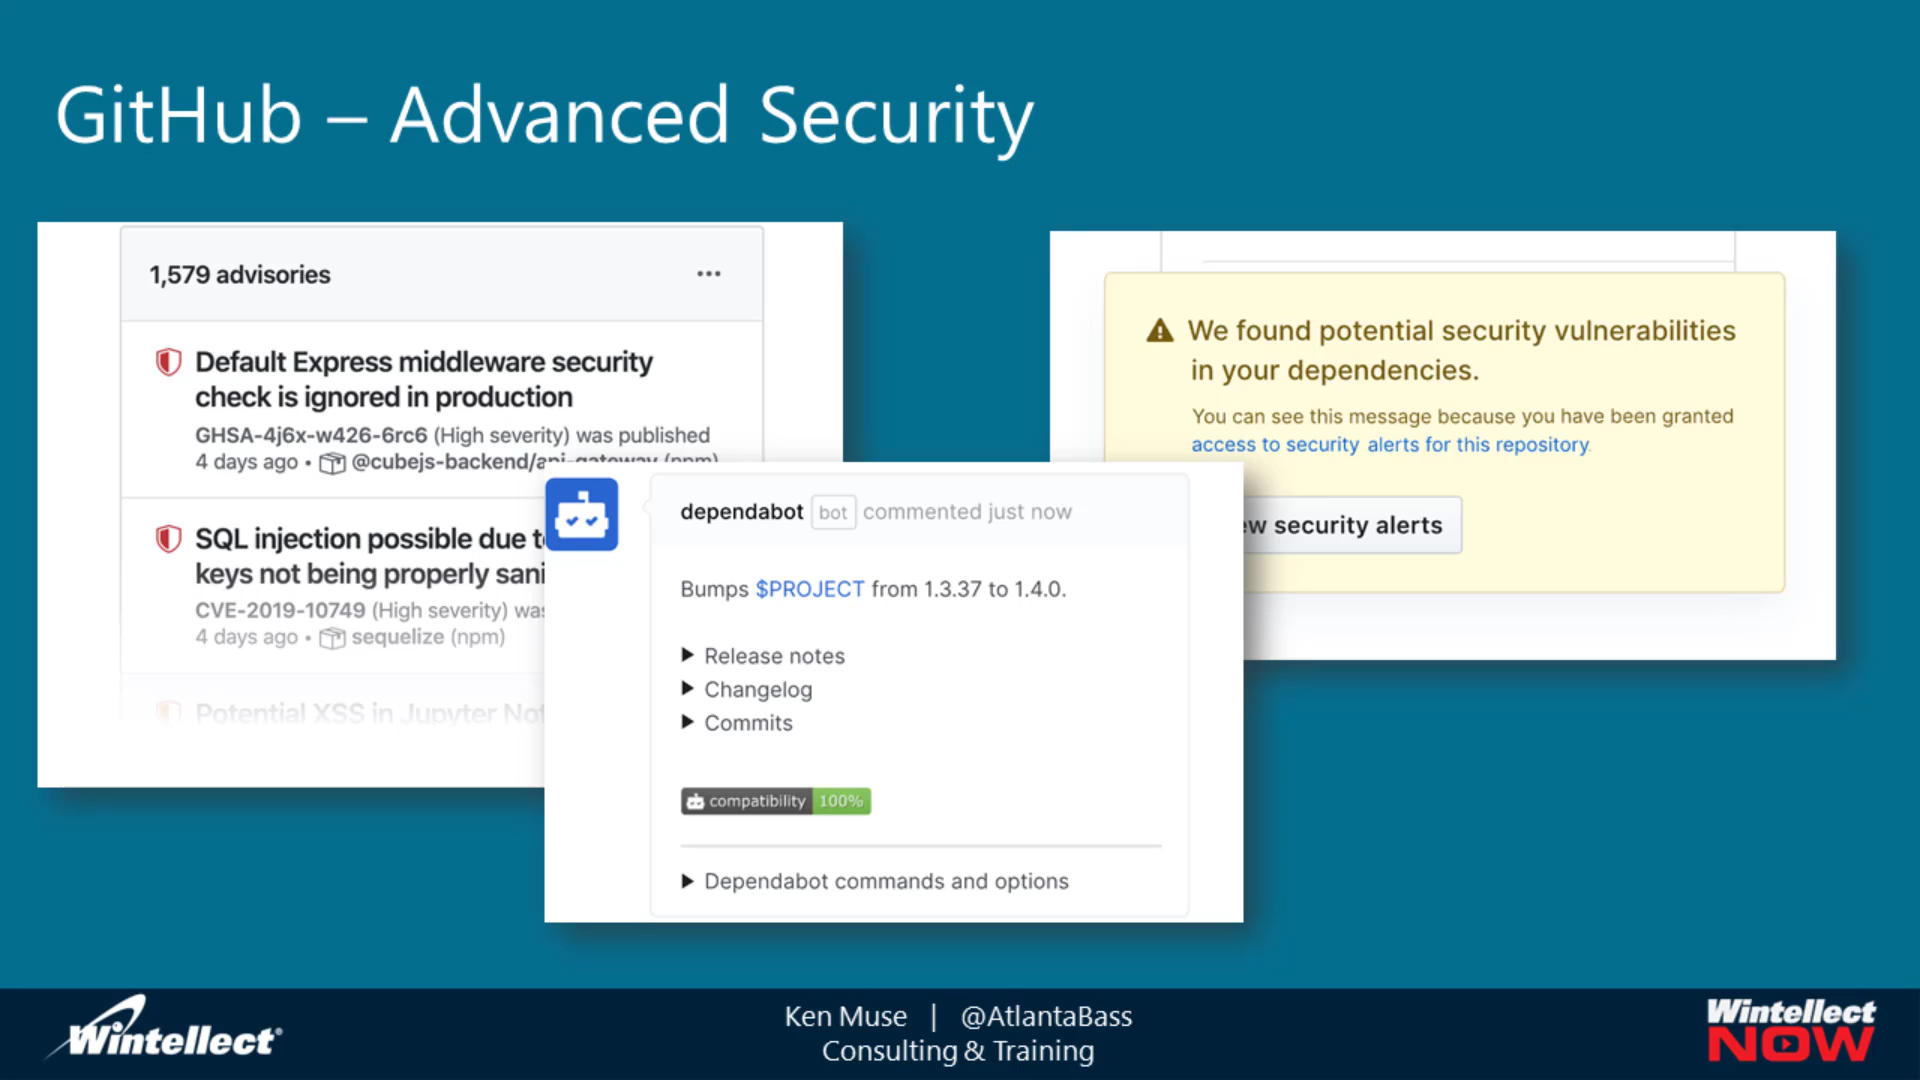 GitHub – Advanced Security
1,579 advisories
Default Express middleware security
check is ignored in production
GHSA-4j6x-w426-6rc6 (High severity) was published
4 days ago • @cubejs-backend/api-gateway (npm)
SQL injection possible due
keys not being properly
CVE-2019-10749 (High severity) was
4 days ago • sequelize (npm)
Potential XSS in Jupyter
dependabot bot commented just now
Bumps $PROJECT from 1.3.37 to 1.4.0.
Release notes
Changelog
Commits
compatibility 100%
Dependabot commands and options
We found potential security vulnerabilities
in your dependencies.
You can see this message because you have been granted
access to security alerts for this repository.
security alerts
Wintellect
Ken Muse | @AtlantaBass
Consulting & Training
Wintellect
NOW